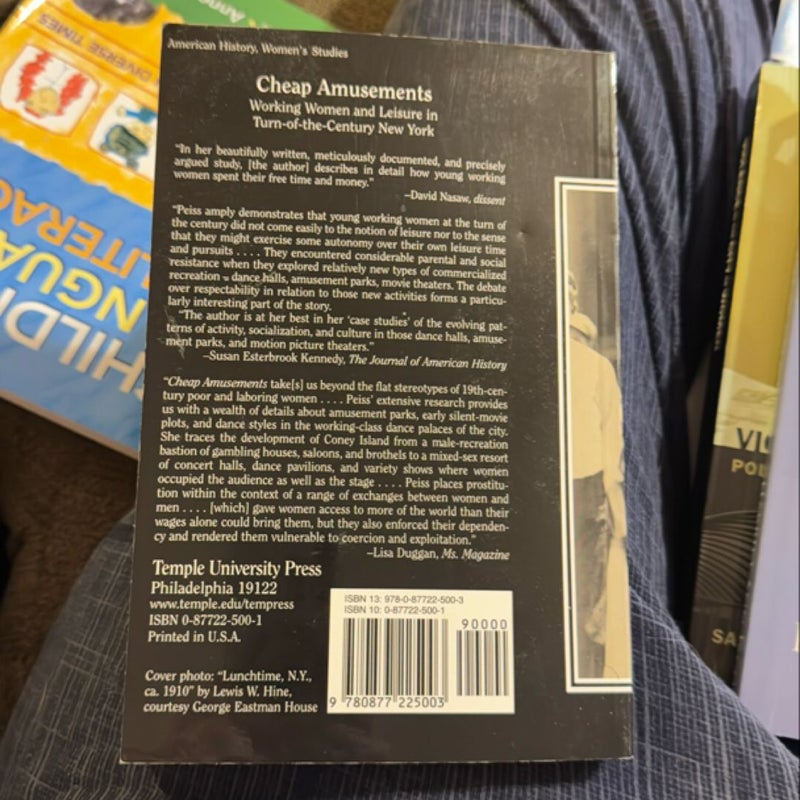 American History, Women's Studies
Cheap Amusements
Working Women and Leisure in
Turn-of-the-Century New York
"In her beautifully written, meticulously documented, and precisely
argued study, [the author] describes in detail how young working
women spent their free time and money."
–David Nasaw, dissent
"Peiss amply demonstrates that young working women at the turn of
the century did not come easily to the notion of leisure nor to the sense
that they might exercise some autonomy over their own leisure time
and pursuits . . . . They encountered considerable parental and social
resistance when they explored relatively new types of commercialized
recreation – dance halls, amusement parks, movie theaters. The debate
over respectability in relation to those new activities forms a particu-
larly interesting part of the story.
"The author is at her best in her 'case studies' of the evolving pat-
terns of activity, socialization, and culture in those dance halls, amuse-
ment parks, and motion picture theaters."
–Susan Esterbrook Kennedy, The Journal of American History
"Cheap Amusements take[s] us beyond the flat stereotypes of 19th-cen-
tury poor and laboring women . . . . Peiss' extensive research provides
us with a wealth of details about amusement parks, early silent-movie
plots, and dance styles in the working-class dance palaces of the city.
She traces the development of Coney Island from a male-recreation
bastion of gambling houses, saloons, and brothels to a mixed-sex resort
of concert halls, dance pavilions, and variety shows where women
occupied the audience as well as the stage . . . . Peiss places prostitu-
tion within the context of a range of exchanges between women and
men . . . . [which] gave women access to more of the world than their
wages alone could bring them, but they also enforced their dependen-
cy and rendered them vulnerable to coercion and exploitation."
–Lisa Duggan, Ms. Magazine
Temple University Press
Philadelphia 19122
www.temple.edu/tempress
ISBN 0-87722-500-1
Printed in U.S.A.
Cover photo: "Lunchtime, N.Y.,
ca. 1910" by Lewis W. Hine,
courtesy George Eastman House
ISBN 13: 978-0-87722-500-3
ISBN 10: 0-87722-500-1
90000
9 780877 225003
DIVERSE TIMES